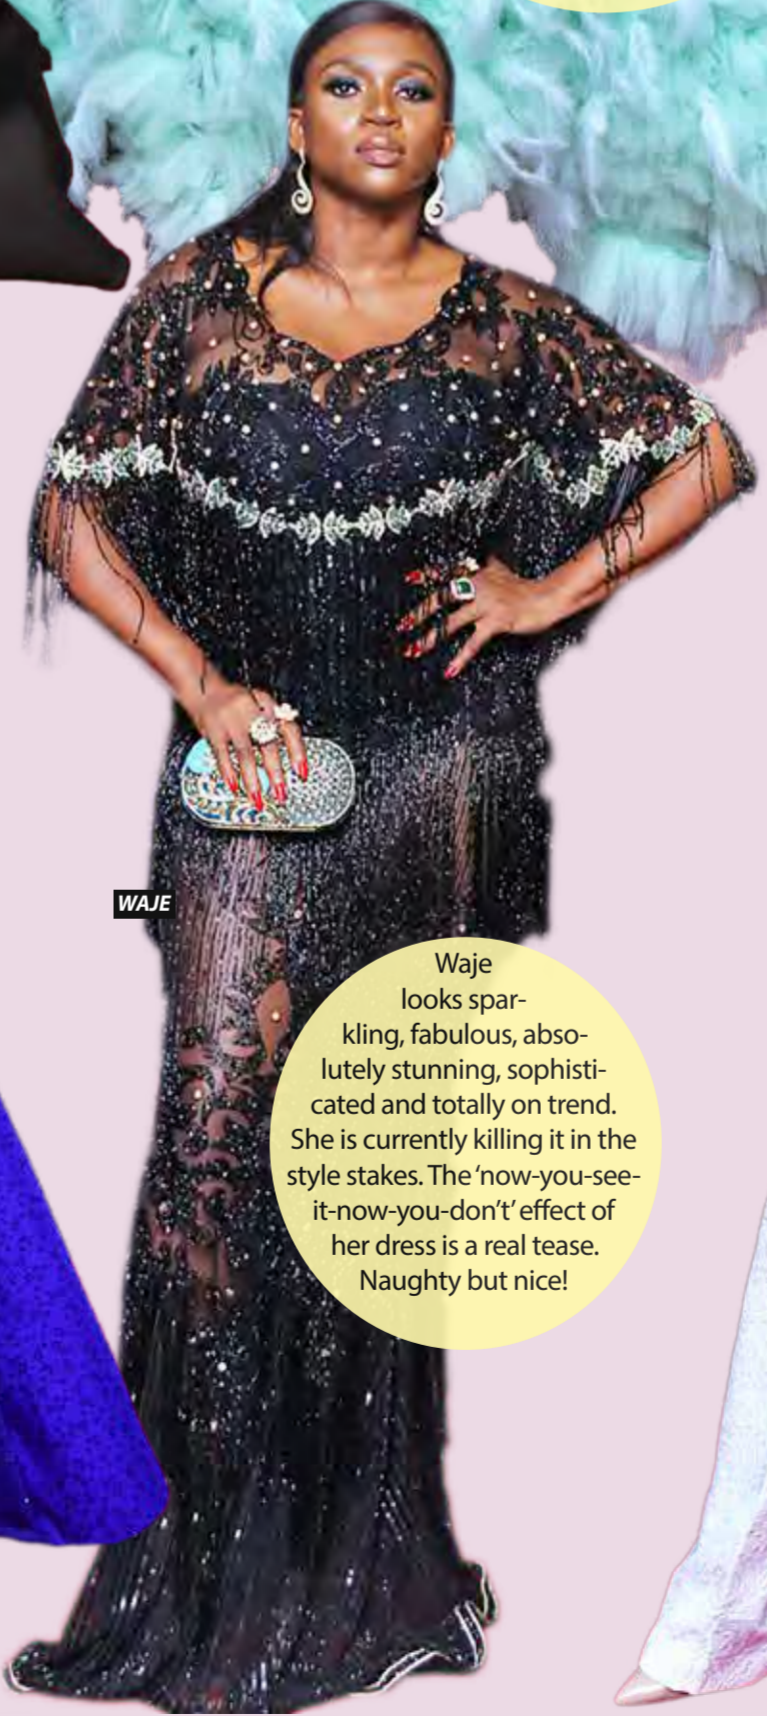 WAJE
Waje
looks spar-
kling, fabulous, abso-
lutely stunning, sophisti-
cated and totally on trend.
She is currently killing it in the
style stakes. The ‘now-you-see-
it-now-you-don’t’ effect of
her dress is a real tease.
Naughty but nice!